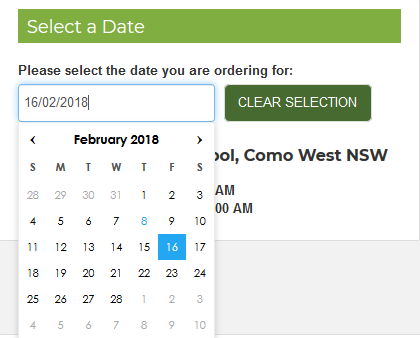 Select a Date
Please select the date you are ordering for:
16/02/2018
CLEAR SELECTION
‹ February 2018 ›
ool, Como West NSW
S M T W T F S
28 29 30 31 1 2 3
AM
4 5 6 7 8 9 10
00 AM
11 12 13 14 15 16 17
18 19 20 21 22 23 24
25 26 27 28 1 2 3
4 5 6 7 8 9 10